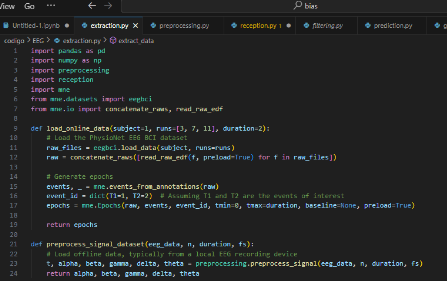 View Go ... ← → bias
Untitled-1.ipynb extraction.py × preprocessing.py reception.py 1 filtering.py prediction.py
codigo > EEG > extraction.py > extract_data
1 import pandas as pd
2 import numpy as np
3 import preprocessing
4 import reception
5 import mne
6 from mne.datasets import eegbci
7 from mne.io import concatenate_raws, read_raw_edf
8
9 def load_online_data(subject=1, runs=[3, 7, 11], duration=2):
10 # Load the PhysioNet EEG BCI dataset
11 raw_files = eegbci.load_data(subject, runs=runs)
12 raw = concatenate_raws([read_raw_edf(f, preload=True) for f in raw_files])
13
14 # Generate epochs
15 events, _ = mne.events_from_annotations(raw)
16 event_id = dict(T1=1, T2=2) # Assuming T1 and T2 are the events of interest
17 epochs = mne.Epochs(raw, events, event_id, tmin=0, tmax=duration, baseline=None, preload=True)
18
19 return epochs
20
21 def preprocess_signal_dataset(eeg_data, n, duration, fs):
22 # Load offline data, typically from a local EEG recording device
23 t, alpha, beta, gamma, delta, theta = preprocessing.preprocess_signal(eeg_data, n, duration, fs)
24 return alpha, beta, gamma, delta, theta